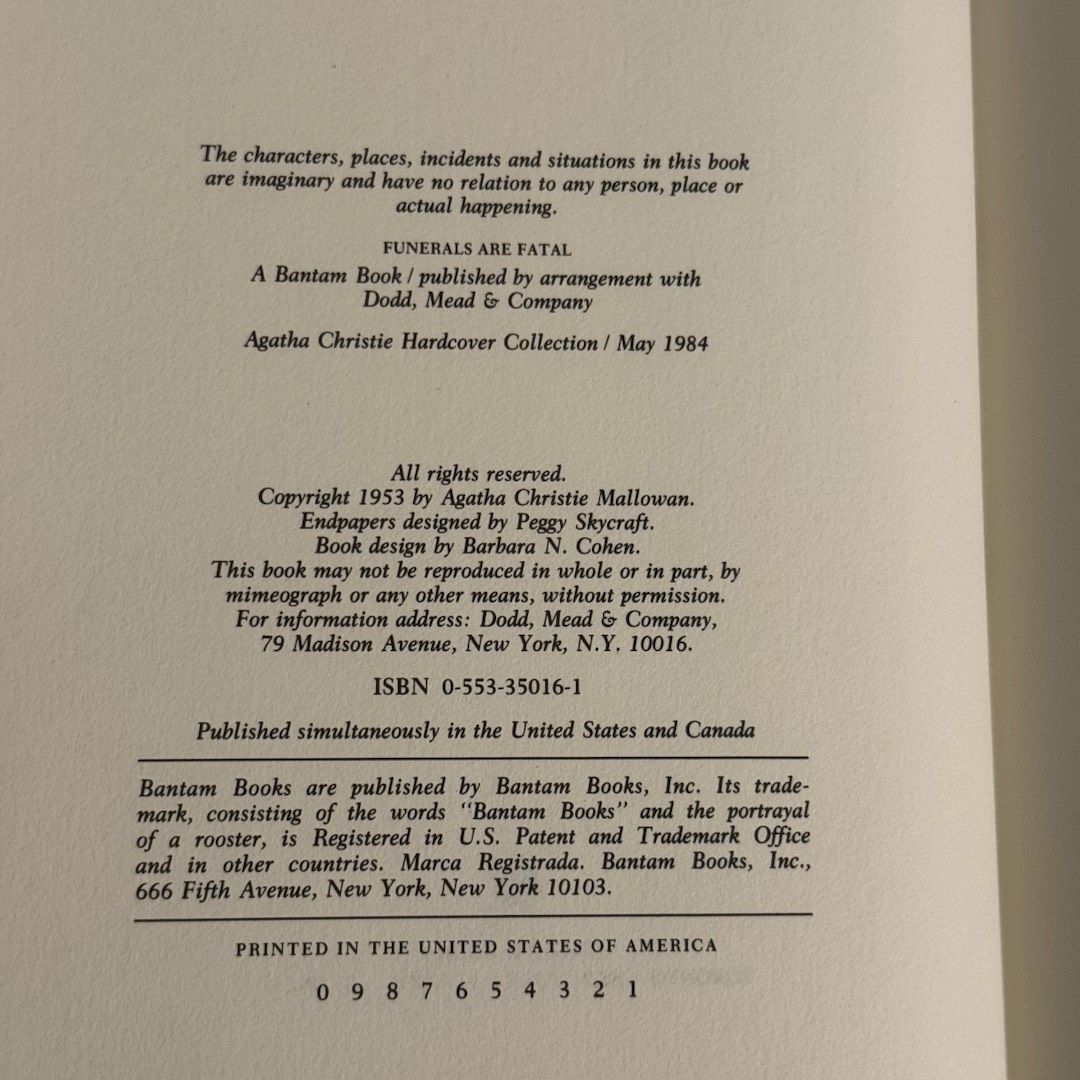 The characters, places, incidents and situations in this book
are imaginary and have no relation to any person, place or
actual happening.
FUNERALS ARE FATAL
A Bantam Book / published by arrangement with
Dodd, Mead & Company
Agatha Christie Hardcover Collection / May 1984
All rights reserved.
Copyright 1953 by Agatha Christie Mallowan.
Endpapers designed by Peggy Skycraft.
Book design by Barbara N. Cohen.
This book may not be reproduced in whole or in part, by
mimeograph or any other means, without permission.
For information address: Dodd, Mead & Company,
79 Madison Avenue, New York, N.Y. 10016.
ISBN 0-553-35016-1
Published simultaneously in the United States and Canada
Bantam Books are published by Bantam Books, Inc. Its trade-
mark, consisting of the words "Bantam Books" and the portrayal
of a rooster, is Registered in U.S. Patent and Trademark Office
and in other countries. Marca Registrada. Bantam Books, Inc.,
666 Fifth Avenue, New York, New York 10103.
PRINTED IN THE UNITED STATES OF AMERICA
0 9 8 7 6 5 4 3 2 1